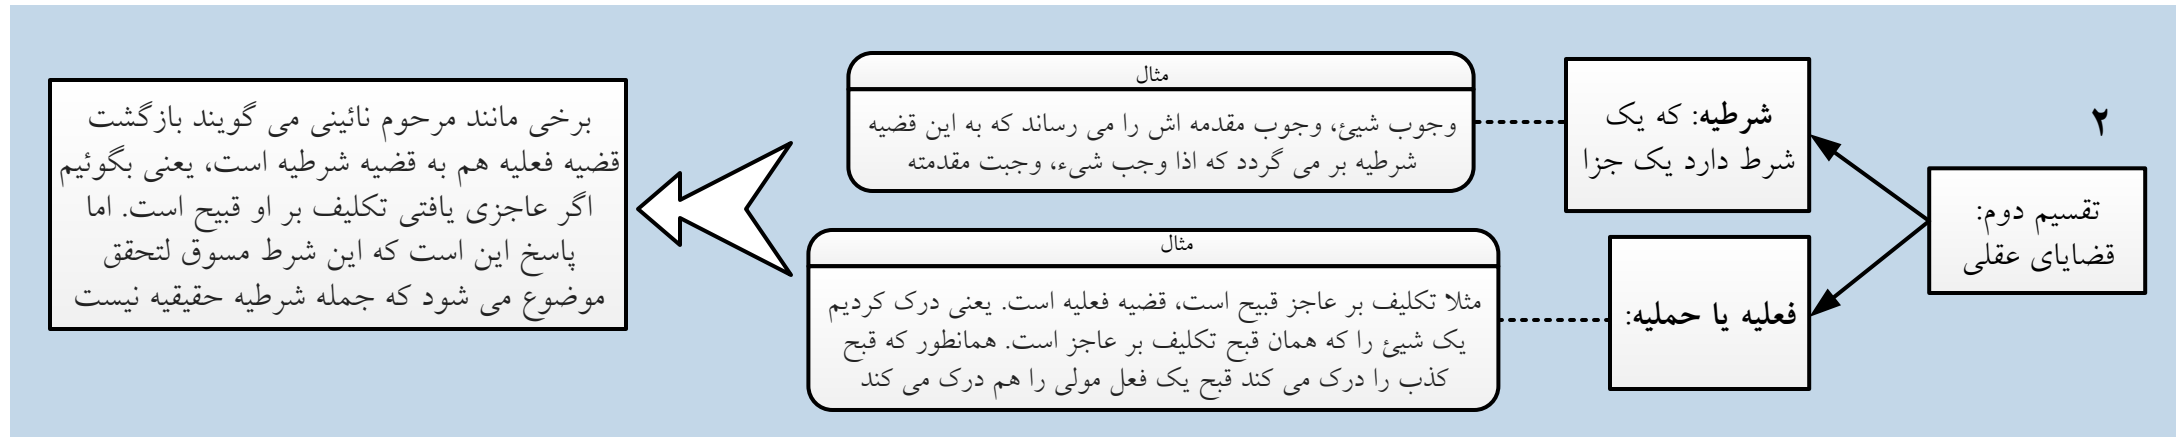 ۲
تقسیم دوم:
قضایای عقلی
شرطیه: که یک
شرط دارد یک جزا
مثال
وجوب شیئ، وجوب مقدمه اش را می رساند که به این قضیه
شرطیه بر می گردد که اذا وجب شیء، وجبت مقدمته
فعلیه یا حملیه:
مثال
مثلا تکلیف بر عاجز قبیح است، قضیه فعلیه است. یعنی درک کردیم
یک شیئ را که همان قبح تکلیف بر عاجز است. همانطور که قبح
کذب را درک می کند قبح یک فعل مولی را هم درک می کند
برخی مانند مرحوم نائینی می گویند بازگشت
قضیه فعلیه هم به قضیه شرطیه است، یعنی بگوئیم
اگر عاجزی یافتی تکلیف بر او قبیح است. اما
پاسخ این است که این شرط مسوق لتحقق
موضوع می شود که جمله شرطیه حقیقیه نیست